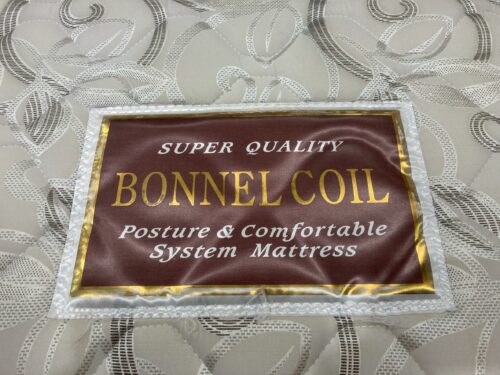 SUPER QUALITY
BONNEL COIL
Posture & Comfortable
System Mattress